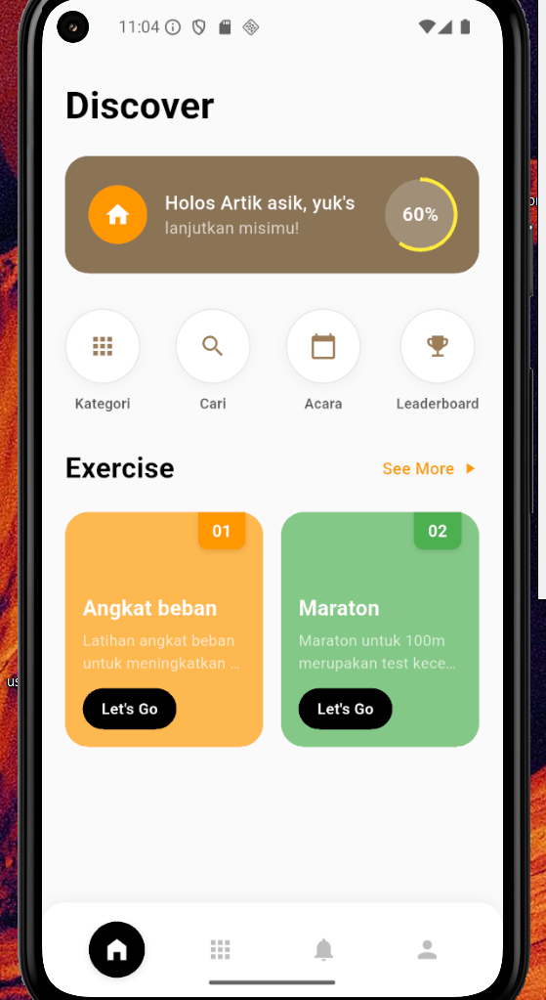 11:04
Discover
Holos Artik asik, yuk's
lanjutkan misimu!
60%
Kategori
Cari
Acara
Leaderboard
Exercise
See More
01
Angkat beban
Latihan angkat beban
untuk meningkatkan ...
Let's Go
02
Maraton
Maraton untuk 100m
merupakan test kece...
Let's Go